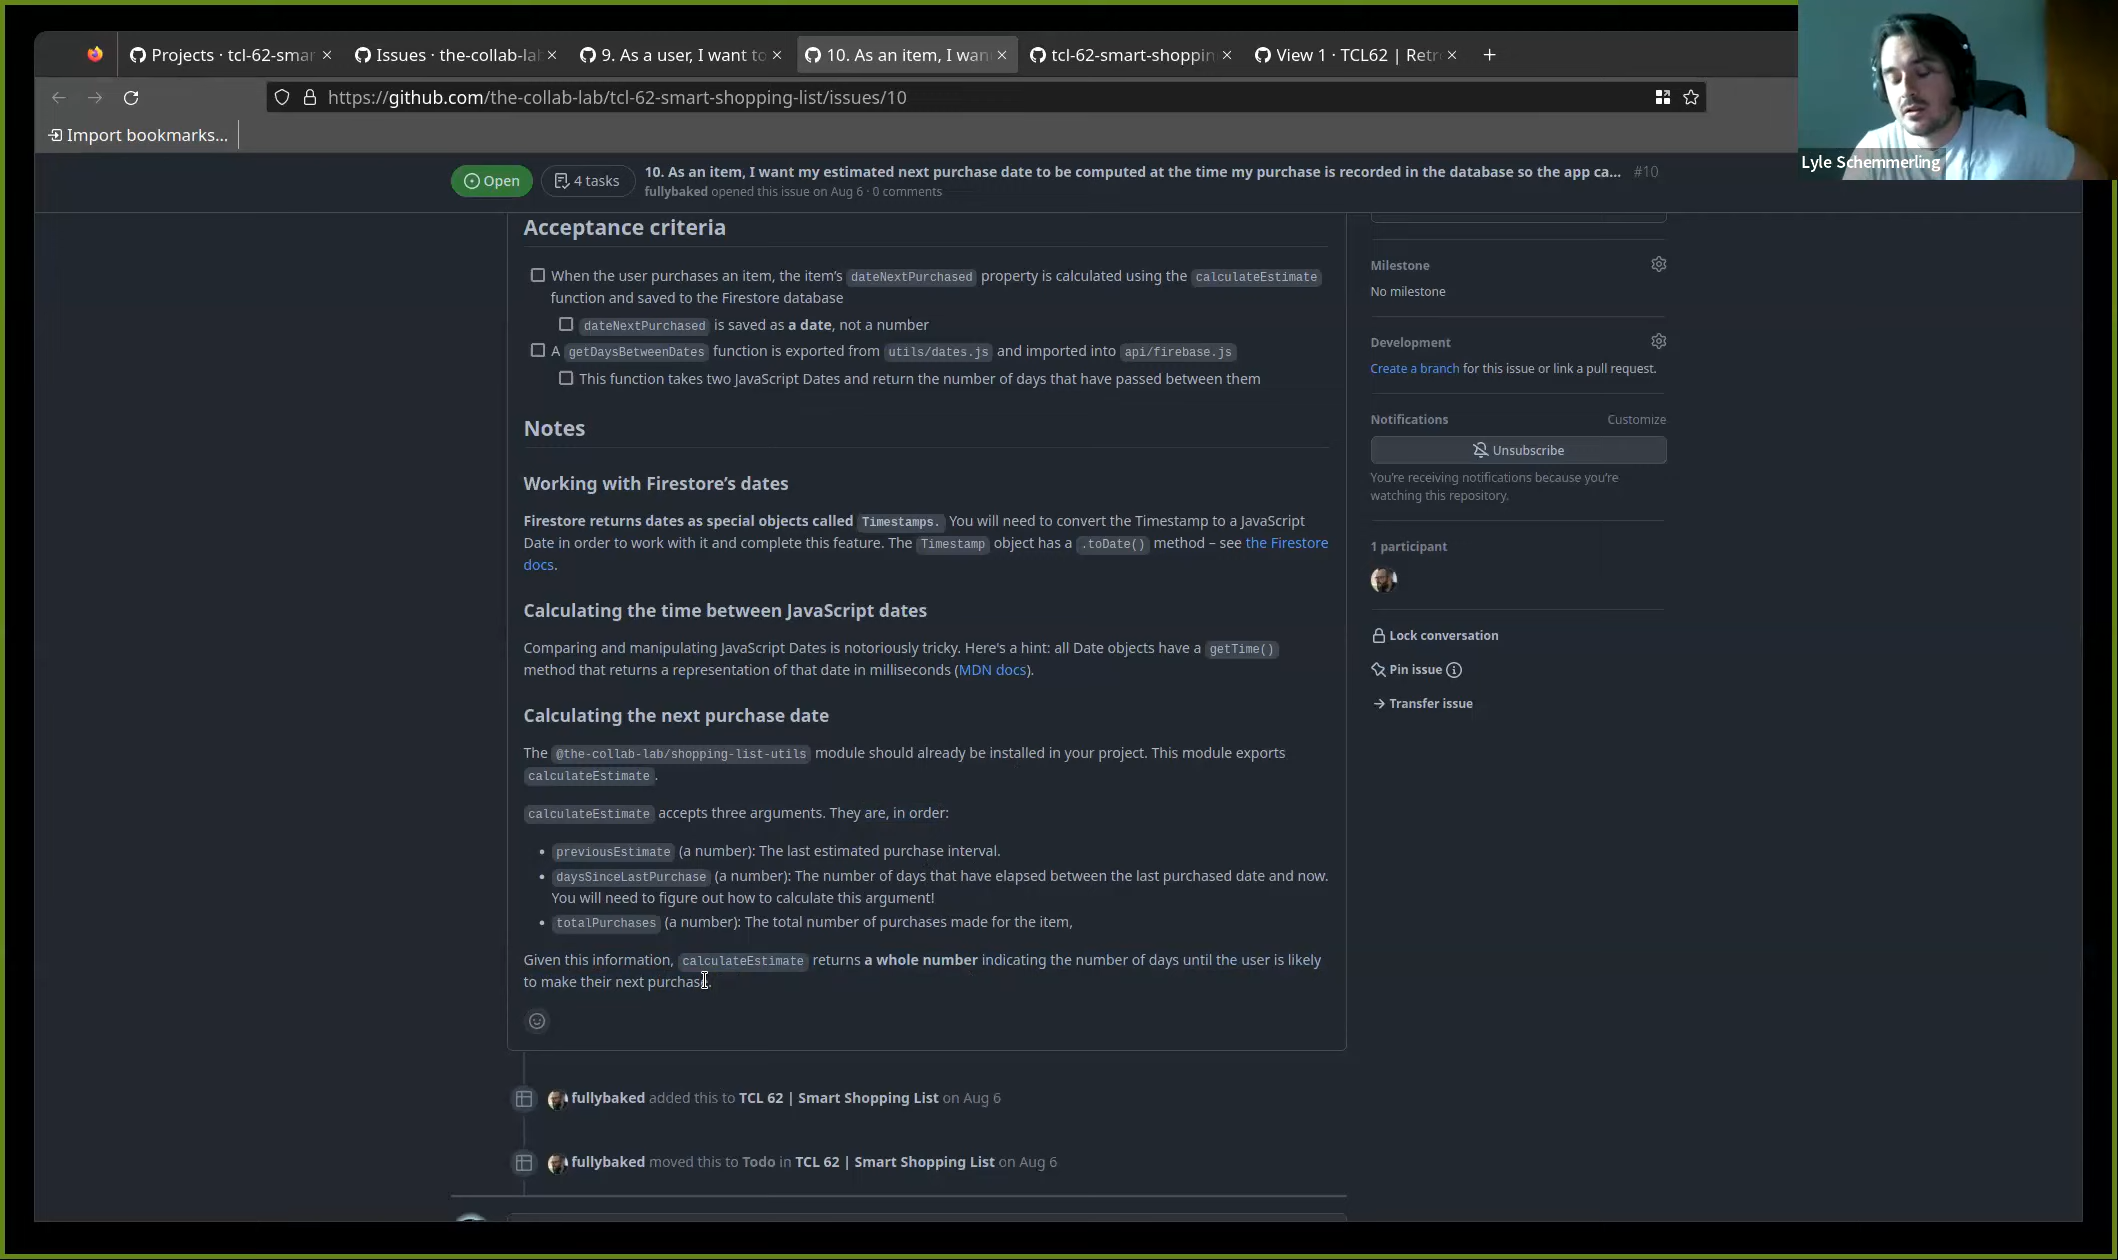 Projects · tcl-62-smar
Issues · the-collab-lab
9. As a user, I want to
10. As an item, I wan
tcl-62-smart-shoppin
View 1 · TCL62 | Retr
https://github.com/the-collab-lab/tcl-62-smart-shopping-list/issues/10
Import bookmarks...
Lyle Schemmerling
Open
4 tasks
10. As an item, I want my estimated next purchase date to be computed at the time my purchase is recorded in the database so the app ca... #10
fullybaked opened this issue on Aug 6 · 0 comments
Acceptance criteria
When the user purchases an item, the item’s dateNextPurchased property is calculated using the calculateEstimate
function and saved to the Firestore database
dateNextPurchased is saved as a date, not a number
A getDaysBetweenDates function is exported from utils/dates.js and imported into api/firebase.js
This function takes two JavaScript Dates and return the number of days that have passed between them
Notes
Working with Firestore’s dates
Firestore returns dates as special objects called Timestamps. You will need to convert the Timestamp to a JavaScript
Date in order to work with it and complete this feature. The Timestamp object has a .toDate() method – see the Firestore
docs.
Calculating the time between JavaScript dates
Comparing and manipulating JavaScript Dates is notoriously tricky. Here's a hint: all Date objects have a getTime()
method that returns a representation of that date in milliseconds (MDN docs).
Calculating the next purchase date
The @the-collab-lab/shopping-list-utils module should already be installed in your project. This module exports
calculateEstimate.
calculateEstimate accepts three arguments. They are, in order:
• previousEstimate (a number): The last estimated purchase interval.
• daysSinceLastPurchase (a number): The number of days that have elapsed between the last purchased date and now.
You will need to figure out how to calculate this argument!
• totalPurchases (a number): The total number of purchases made for the item,
Given this information, calculateEstimate returns a whole number indicating the number of days until the user is likely
to make their next purchase.
fullybaked added this to TCL 62 | Smart Shopping List on Aug 6
fullybaked moved this to Todo in TCL 62 | Smart Shopping List on Aug 6
Milestone
No milestone
Development
Create a branch for this issue or link a pull request.
Notifications
Customize
Unsubscribe
You’re receiving notifications because you’re
watching this repository.
1 participant
Lock conversation
Pin issue
Transfer issue